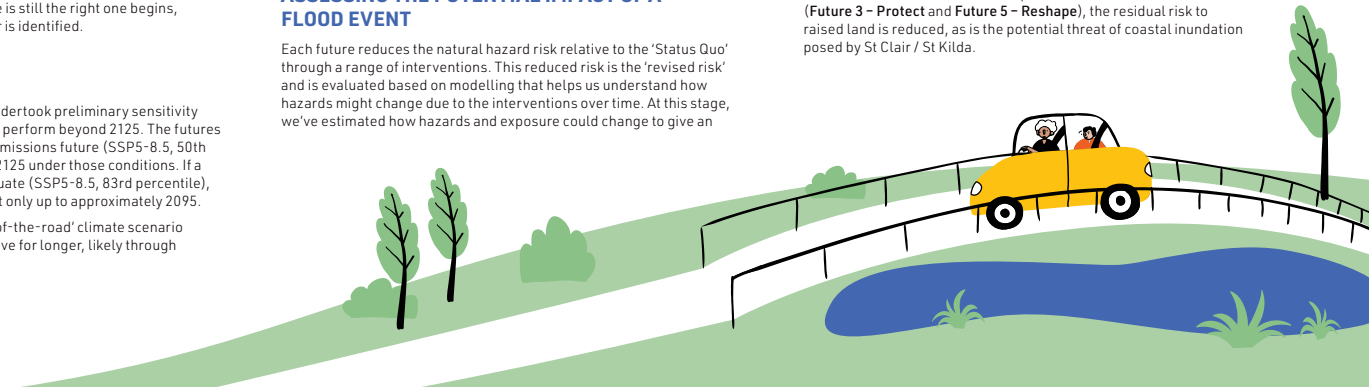 e is still the right one begins,
r is identified.
dertook preliminary sensitivity
perform beyond 2125. The futures
missions future (SSP5-8.5, 50th
2125 under those conditions. If a
uate (SSP5-8.5, 83rd percentile),
t only up to approximately 2095.
of-the-road’ climate scenario
ve for longer, likely through
ASSESSING THE POTENTIAL IMPACT OF A
FLOOD EVENT
Each future reduces the natural hazard risk relative to the ‘Status Quo’
through a range of interventions. This reduced risk is the ‘revised risk’
and is evaluated based on modelling that helps us understand how
hazards might change due to the interventions over time. At this stage,
we’ve estimated how hazards and exposure could change to give an
(Future 3 – Protect and Future 5 – Reshape), the residual risk to
raised land is reduced, as is the potential threat of coastal inundation
posed by St Clair / St Kilda.